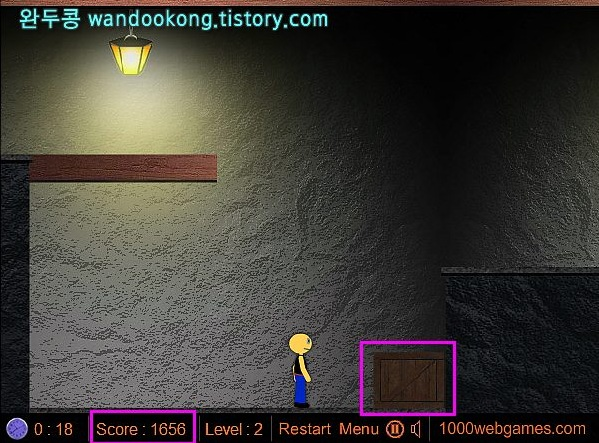 완두콩 wandookong.tistory.com
0 : 18 Score : 1656 Level : 2 Restart Menu 1000webgames.com